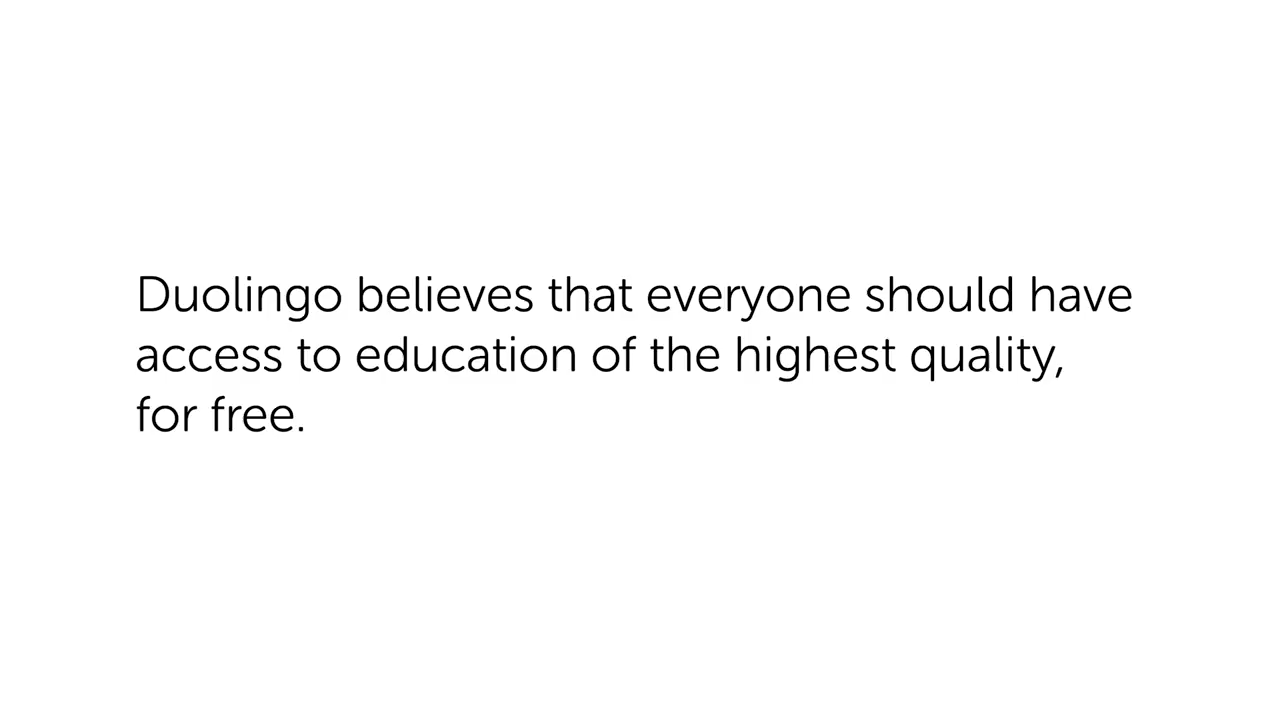 Duolingo believes that everyone should have
access to education of the highest quality,
for free.